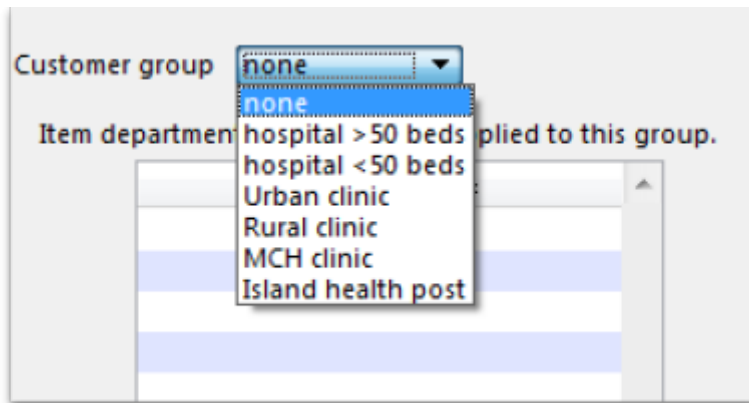 Customer group none
none
Item department hospital >50 beds plied to this group.
hospital <50 beds
Urban clinic
Rural clinic
MCH clinic
Island health post